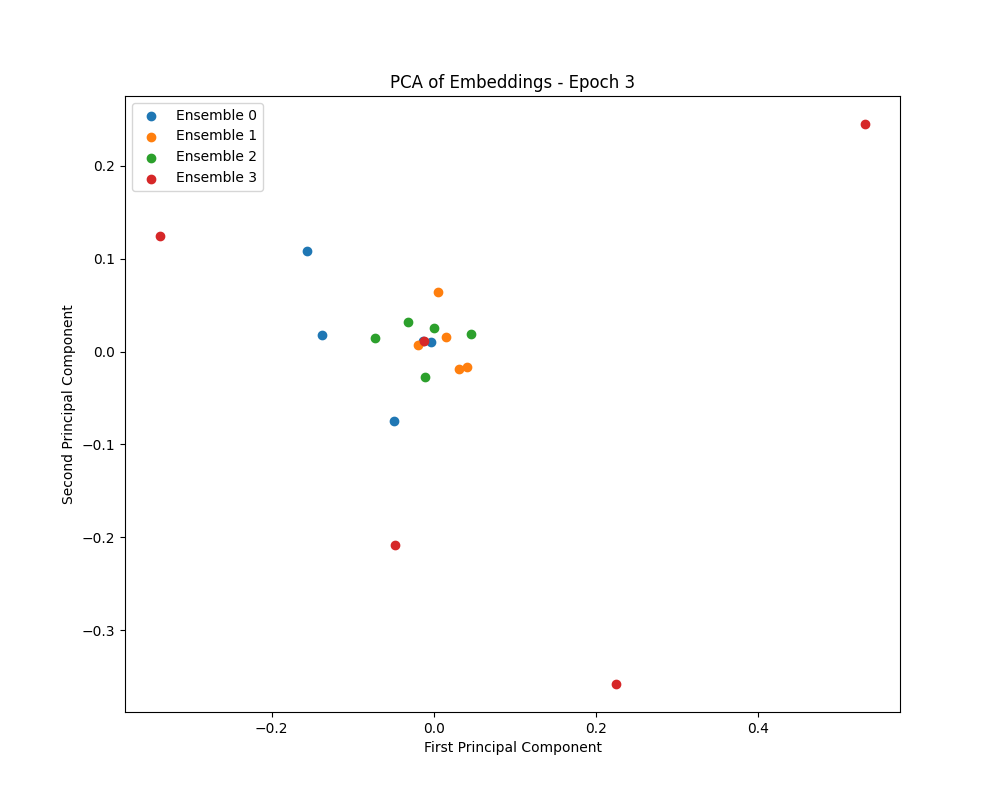 PCA of Embeddings - Epoch 3
Ensemble 0
Ensemble 1
Ensemble 2
Ensemble 3
0.2
0.1
0.0
−0.1
−0.2
−0.3
Second Principal Component
−0.2 0.0 0.2 0.4
First Principal Component